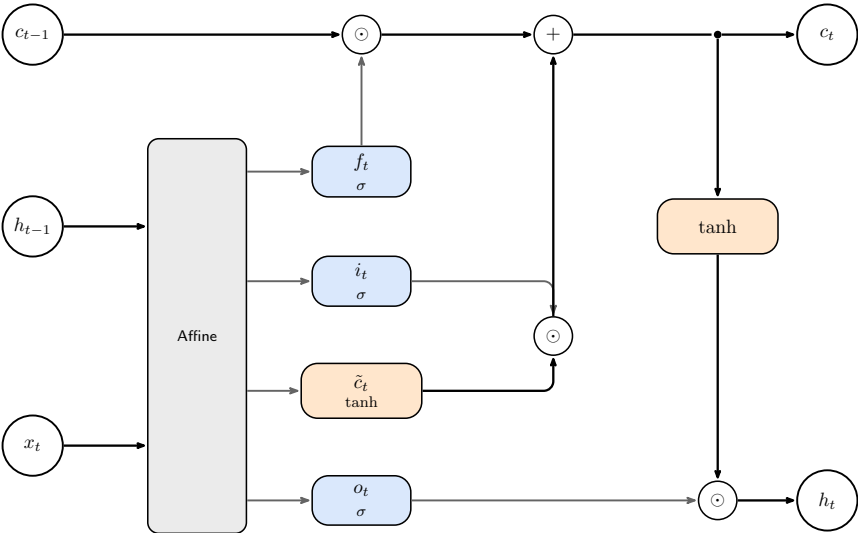 c_{t−1}
⊙
+
c_t
f_t
σ
h_{t−1}
tanh
i_t
σ
Affine
⊙
c̃_t
tanh
x_t
o_t
σ
⊙
h_t